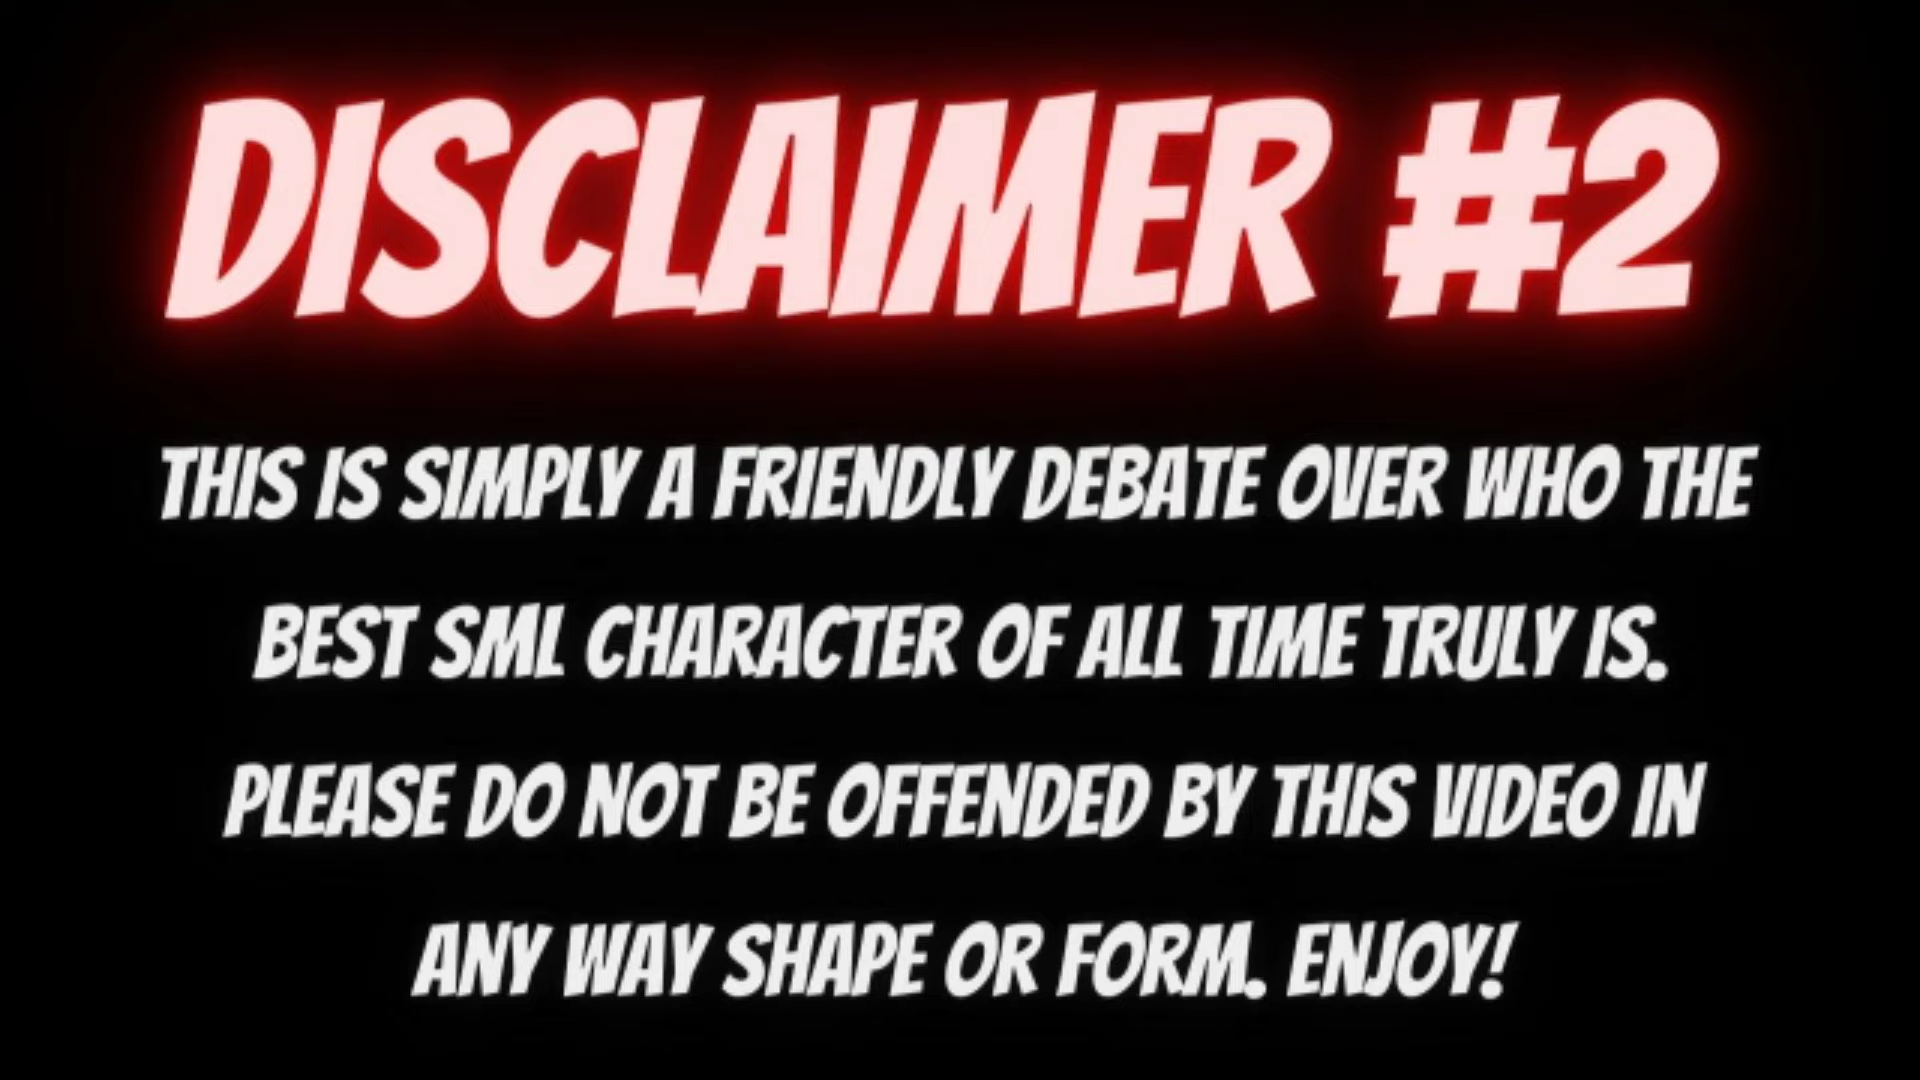 DISCLAIMER #2
THIS IS SIMPLY A FRIENDLY DEBATE OVER WHO THE
BEST SML CHARACTER OF ALL TIME TRULY IS.
PLEASE DO NOT BE OFFENDED BY THIS VIDEO IN
ANY WAY SHAPE OR FORM. ENJOY!